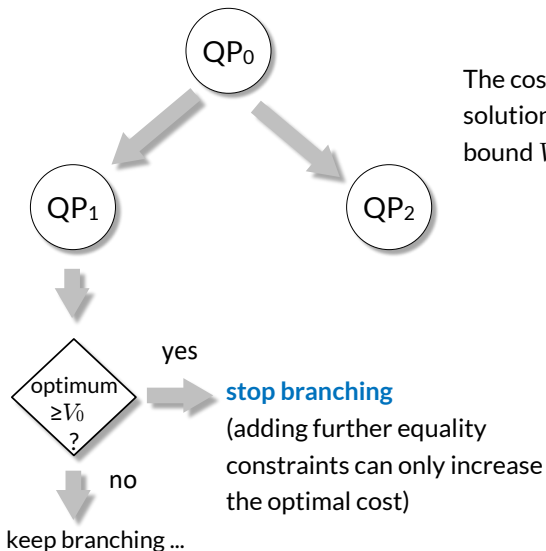 QP₀
The cos
solution
bound V
QP₁
QP₂
yes
optimum
≥V₀
?
stop branching
(adding further equality
constraints can only increase
the optimal cost)
no
keep branching ...